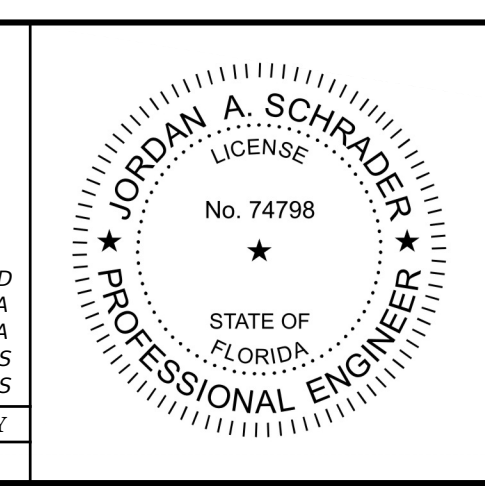 JORDAN A. SCHRADER
LICENSE
No. 74798
★ ★ ★
STATE OF
FLORIDA
PROFESSIONAL ENGINEER
D
A
A
S
S
Y